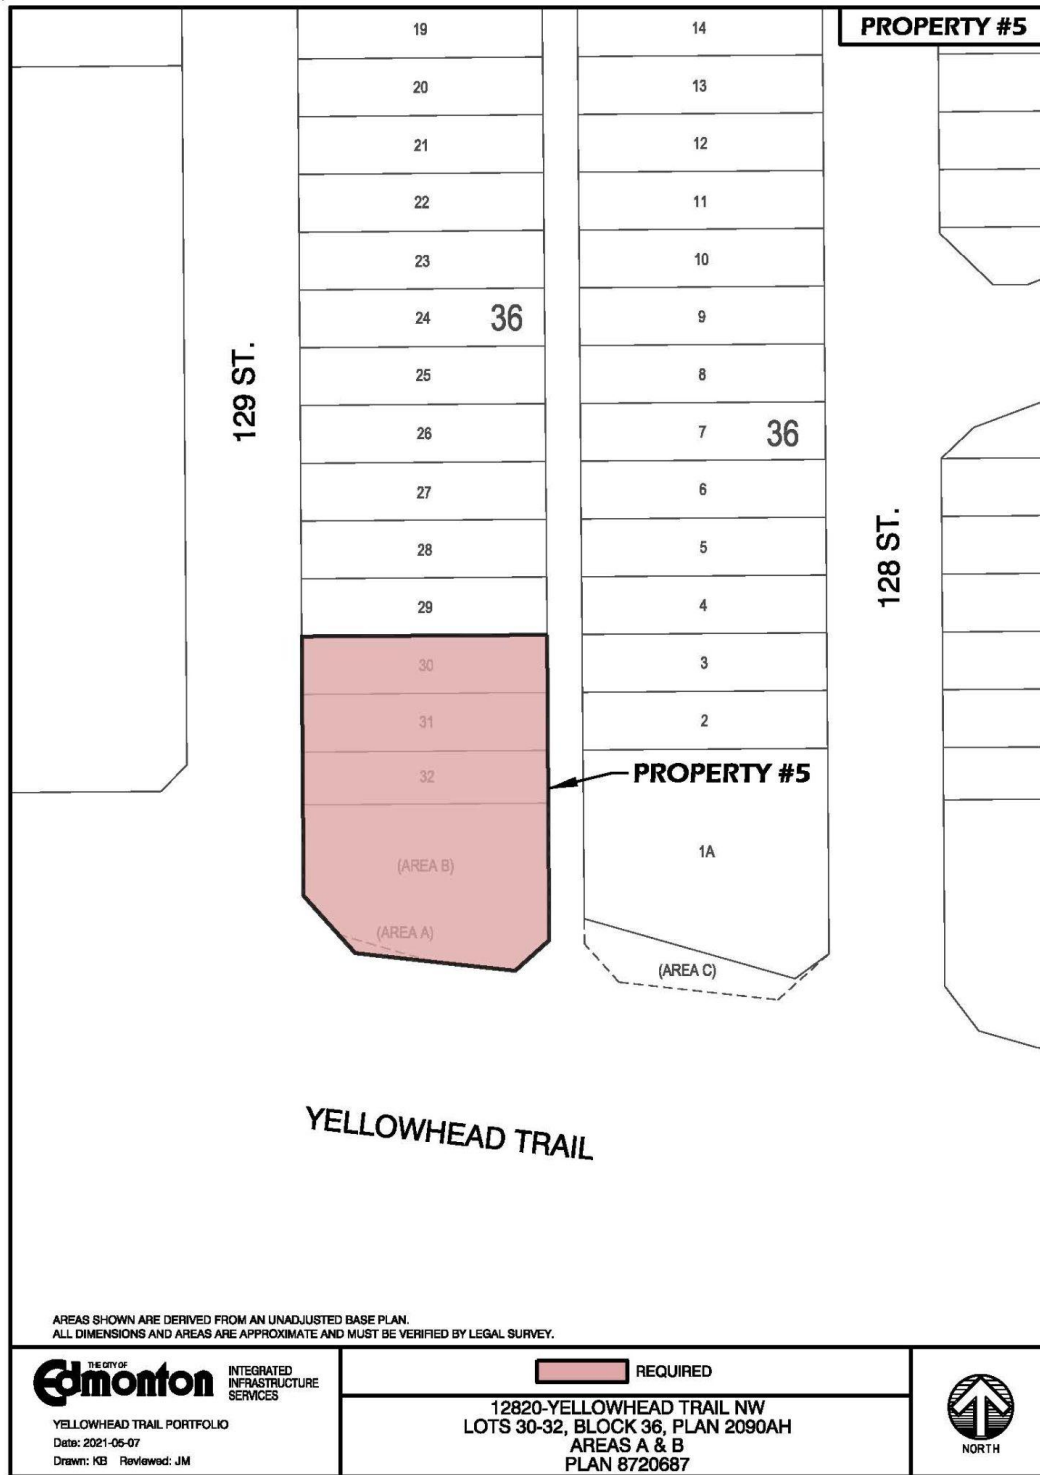 PROPERTY #5
19
14
20
13
21
12
22
11
23
10
24
36
9
25
8
129 ST.
26
7
36
27
6
28
5
128 ST.
29
4
30
3
31
2
32
PROPERTY #5
(AREA B)
1A
(AREA A)
(AREA C)
YELLOWHEAD TRAIL
AREAS SHOWN ARE DERIVED FROM AN UNADJUSTED BASE PLAN.
ALL DIMENSIONS AND AREAS ARE APPROXIMATE AND MUST BE VERIFIED BY LEGAL SURVEY.
THE CITY OF
Edmonton
INTEGRATED
INFRASTRUCTURE
SERVICES
YELLOWHEAD TRAIL PORTFOLIO
Date: 2021-05-07
Drawn: KB Reviewed: JM
REQUIRED
12820-YELLOWHEAD TRAIL NW
LOTS 30-32, BLOCK 36, PLAN 2090AH
AREAS A & B
PLAN 8720687
NORTH